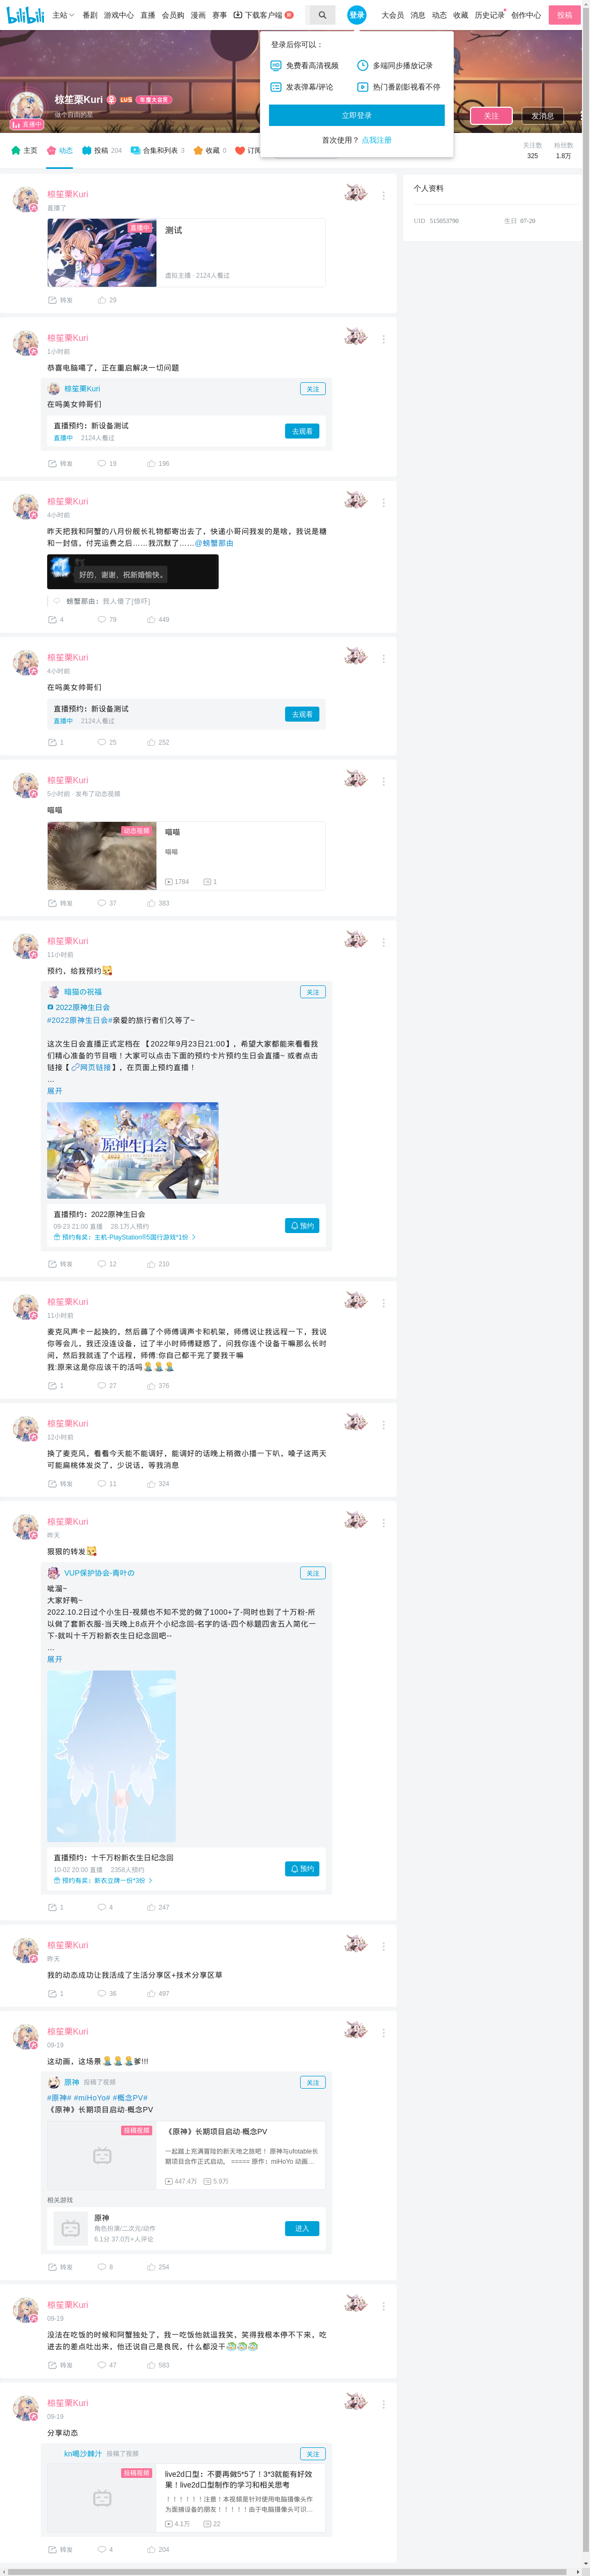 bilibili 主站 番剧 游戏中心 直播 会员购 漫画 赛事 下载客户端 登录 大会员 消息 动态 收藏 历史记录 创作中心 投稿
登录后你可以：
免费看高清视频 多端同步播放记录
发表弹幕/评论 热门番剧影视看不停
立即登录
首次使用？ 点我注册
椋笙栗Kuri LV5 年度大会员
做个自由的星
直播中
关注 发消息
主页 动态 投稿 204 合集和列表 3 收藏 0 订阅
关注数 粉丝数
325 1.8万
个人资料
UID 515053790 生日 07-20
椋笙栗Kuri
直播了
直播中
测试
虚拟主播 · 2124人看过
转发 29
椋笙栗Kuri
1小时前
恭喜电脑噶了，正在重启解决一切问题
椋笙栗Kuri 关注
在吗美女帅哥们
直播预约：新设备测试
直播中 2124人看过
去观看
转发 19 196
椋笙栗Kuri
4小时前
昨天把我和阿蟹的八月份舰长礼物都寄出去了，快递小哥问我发的是啥，我说是糖
和一封信，付完运费之后……我沉默了……@螃蟹那由
好的，谢谢，祝新婚愉快。
螃蟹那由：我人傻了[惊吓]
4 79 449
椋笙栗Kuri
4小时前
在吗美女帅哥们
直播预约：新设备测试
直播中 2124人看过
去观看
1 25 252
椋笙栗Kuri
5小时前 · 发布了动态视频
喵喵
动态视频
喵喵
喵喵
1784 1
转发 37 383
椋笙栗Kuri
11小时前
预约，给我预约
暗猫の祝福 关注
2022原神生日会
#2022原神生日会#亲爱的旅行者们久等了~
这次生日会直播正式定档在 【2022年9月23日21:00】，希望大家都能来看看我
们精心准备的节目哦！大家可以点击下面的预约卡片预约生日会直播~ 或者点击
链接【 网页链接 】，在页面上预约直播！
...
展开
原神生日会
2022
直播预约：2022原神生日会
09-23 21:00 直播 28.1万人预约
预约有奖：主机-PlayStation®5国行游戏*1份
预约
转发 12 210
椋笙栗Kuri
11小时前
麦克风声卡一起换的，然后薅了个师傅调声卡和机架，师傅说让我远程一下，我说
你等会儿，我还没连设备，过了半小时师傅疑惑了，问我你连个设备干嘛那么长时
间，然后我就连了个远程，师傅:你自己都干完了要我干嘛
我:原来这是你应该干的活吗
1 27 376
椋笙栗Kuri
12小时前
换了麦克风，看看今天能不能调好，能调好的话晚上稍微小播一下叭，嗓子这两天
可能扁桃体发炎了，少说话，等我消息
转发 11 324
椋笙栗Kuri
昨天
狠狠的转发
VUP保护协会-青叶の 关注
呲溜~
大家好鸭~
2022.10.2日过个小生日-视频也不知不觉的做了1000+了-同时也到了十万粉-所
以做了套新衣服-当天晚上8点开个小纪念回-名字的话-四个标题四舍五入简化一
下-就叫十千万粉新衣生日纪念回吧--
...
展开
直播预约：十千万粉新衣生日纪念回
10-02 20:00 直播 2358人预约
预约有奖：新衣立牌一份*3份
预约
1 4 247
椋笙栗Kuri
昨天
我的动态成功让我活成了生活分享区+技术分享区草
1 36 497
椋笙栗Kuri
09-19
这动画，这场景 爹!!!
原神 投稿了视频 关注
#原神# #miHoYo# #概念PV#
《原神》长期项目启动·概念PV
投稿视频
《原神》长期项目启动·概念PV
一起踏上充满冒险的新天地之旅吧！ 原神与ufotable长
期项目合作正式启动。 ===== 原作：miHoYo 动画...
447.4万 5.9万
相关游戏
原神
角色扮演/二次元/动作
6.1分 37.0万+人评论
进入
转发 8 254
椋笙栗Kuri
09-19
没法在吃饭的时候和阿蟹独处了，我一吃饭他就逗我笑，笑得我根本停不下来，吃
进去的差点吐出来，他还说自己是良民，什么都没干
转发 47 583
椋笙栗Kuri
09-19
分享动态
kn喝沙棘汁 投稿了视频 关注
投稿视频
live2d口型：不要再做5*5了！3*3就能有好效
果！live2d口型制作的学习和相关思考
！！！！！！注意！本视频是针对使用电脑摄像头作
为面捕设备的朋友！！！！！由于电脑摄像头可识...
4.1万 22
转发 4 204